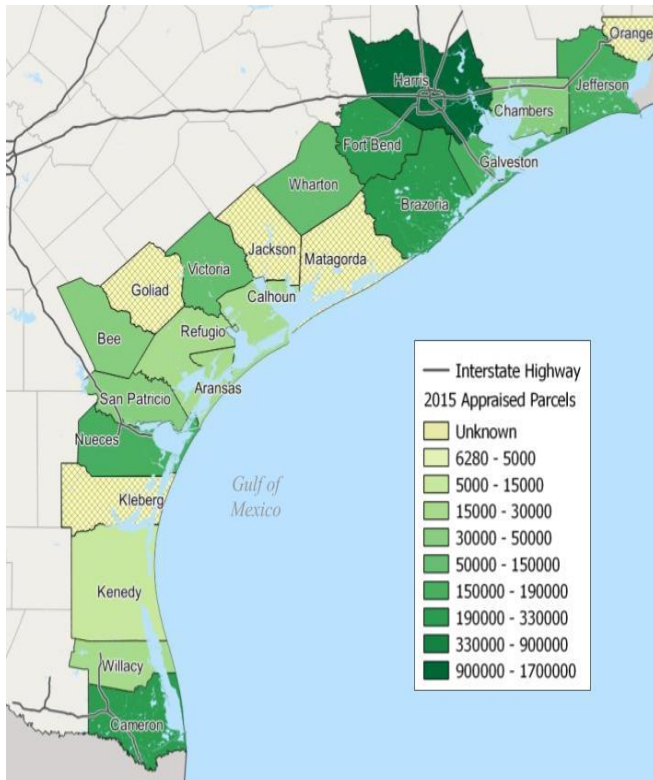 Orange
Harris
Jefferson
Chambers
Fort Bend
Galveston
Wharton
Brazoria
Jackson
Matagorda
Victoria
Goliad
Calhoun
Refugio
Bee
Aransas
San Patricio
Nueces
Kleberg
Gulf of
Mexico
Kenedy
Willacy
Cameron
Interstate Highway
2015 Appraised Parcels
Unknown
6280 - 5000
5000 - 15000
15000 - 30000
30000 - 50000
50000 - 150000
150000 - 190000
190000 - 330000
330000 - 900000
900000 - 1700000